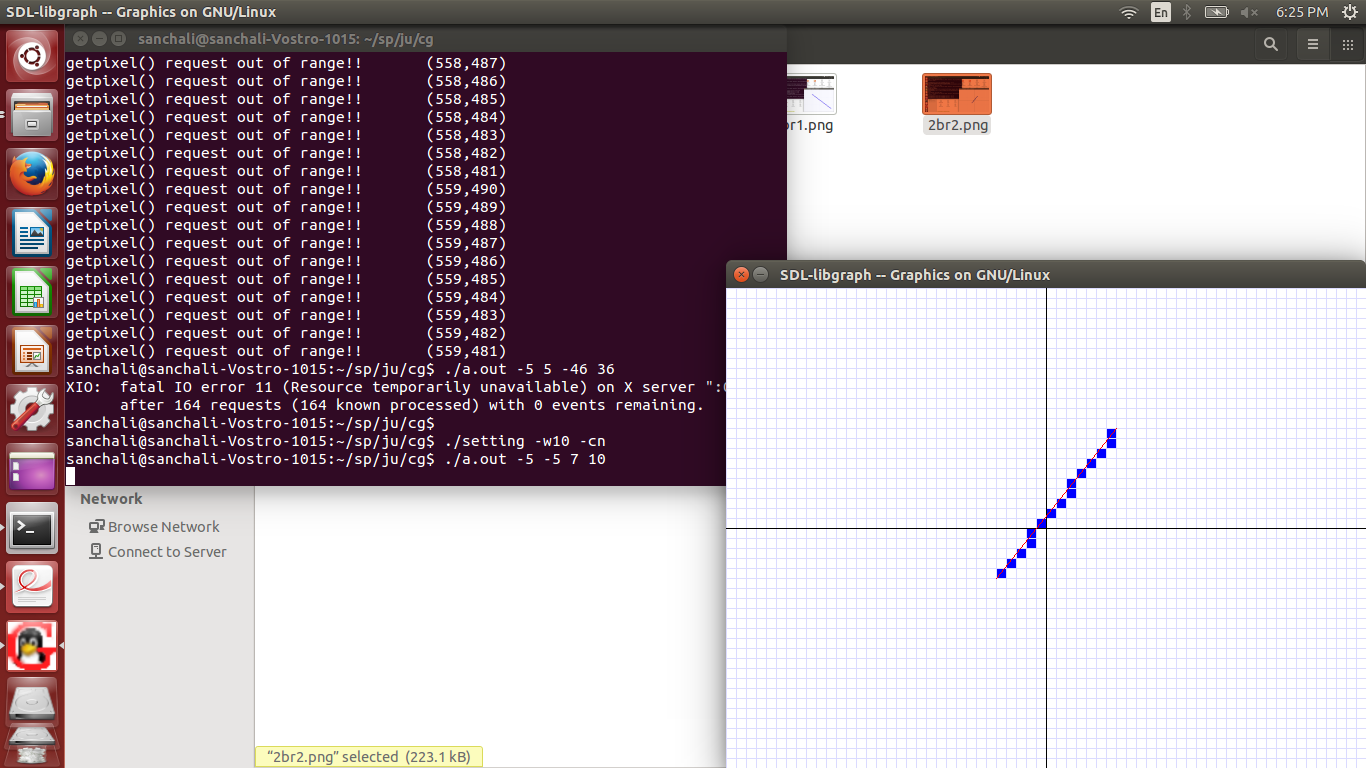 SDL-libgraph -- Graphics on GNU/Linux
En
6:25 PM
sanchali@sanchali-Vostro-1015: ~/sp/ju/cg
getpixel() request out of range!! (558,487)
getpixel() request out of range!! (558,486)
getpixel() request out of range!! (558,485)
getpixel() request out of range!! (558,484)
getpixel() request out of range!! (558,483)
getpixel() request out of range!! (558,482)
getpixel() request out of range!! (558,481)
getpixel() request out of range!! (559,490)
getpixel() request out of range!! (559,489)
getpixel() request out of range!! (559,488)
getpixel() request out of range!! (559,487)
getpixel() request out of range!! (559,486)
getpixel() request out of range!! (559,485)
getpixel() request out of range!! (559,484)
getpixel() request out of range!! (559,483)
getpixel() request out of range!! (559,482)
getpixel() request out of range!! (559,481)
sanchali@sanchali-Vostro-1015:~/sp/ju/cg$ ./a.out -5 5 -46 36
XIO:  fatal IO error 11 (Resource temporarily unavailable) on X server ":
after 164 requests (164 known processed) with 0 events remaining.
sanchali@sanchali-Vostro-1015:~/sp/ju/cg$
sanchali@sanchali-Vostro-1015:~/sp/ju/cg$ ./setting -w10 -cn
sanchali@sanchali-Vostro-1015:~/sp/ju/cg$ ./a.out -5 -5 7 10
br1.png
2br2.png
SDL-libgraph -- Graphics on GNU/Linux
Network
Browse Network
Connect to Server
“2br2.png” selected (223.1 kB)